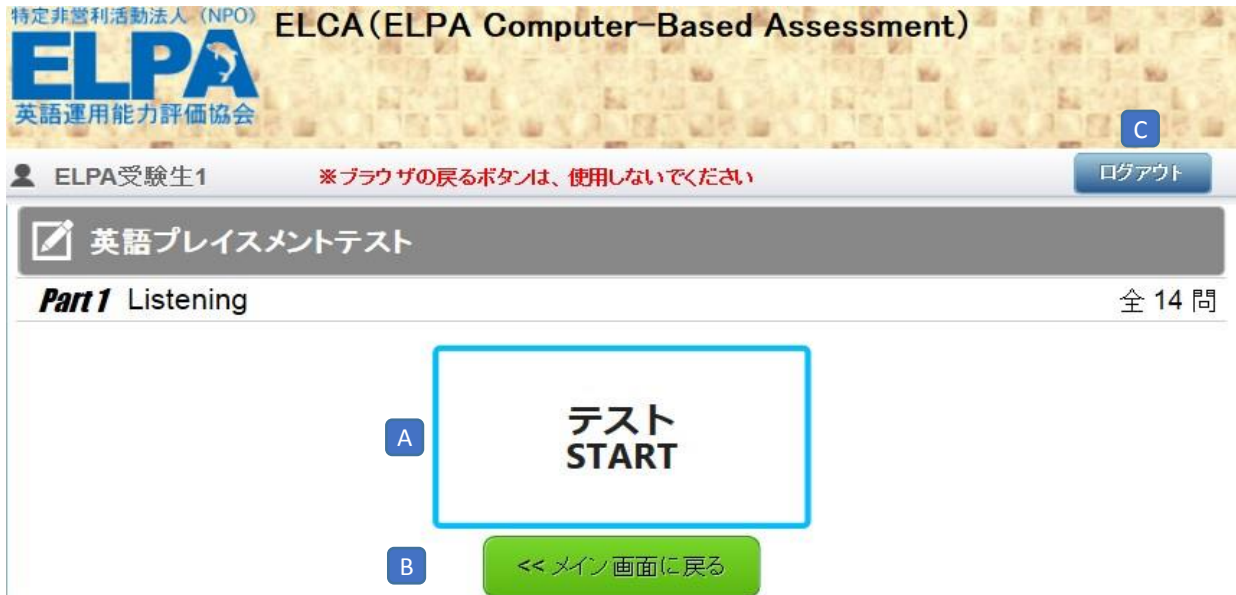 特定非営利活動法人（NPO）
ELPA
英語運用能力評価協会
ELCA（ELPA Computer-Based Assessment）
C
ELPA受験生1 ※ブラウザの戻るボタンは、使用しないでください ログアウト
英語プレイスメントテスト
Part 1 Listening 全 14 問
A
テスト
START
B
<< メイン画面に戻る